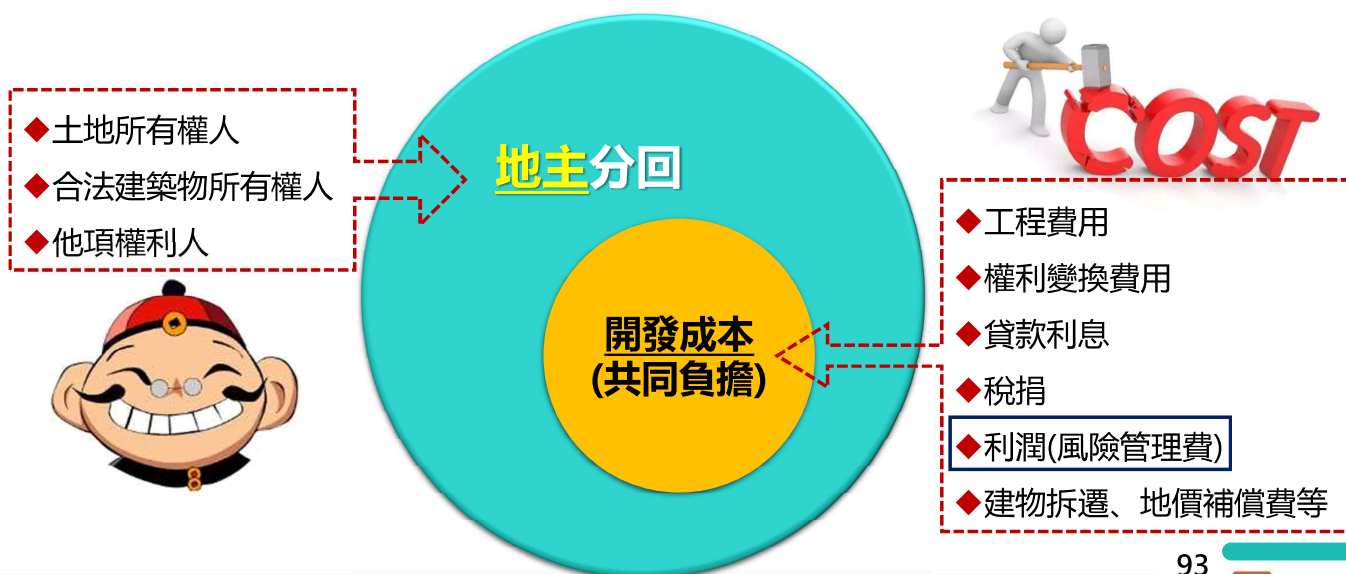 ◆土地所有權人
◆合法建築物所有權人
◆他項權利人
地主分回
開發成本
(共同負擔)
COST
◆工程費用
◆權利變換費用
◆貸款利息
◆稅捐
◆利潤(風險管理費)
◆建物拆遷、地價補償費等
93